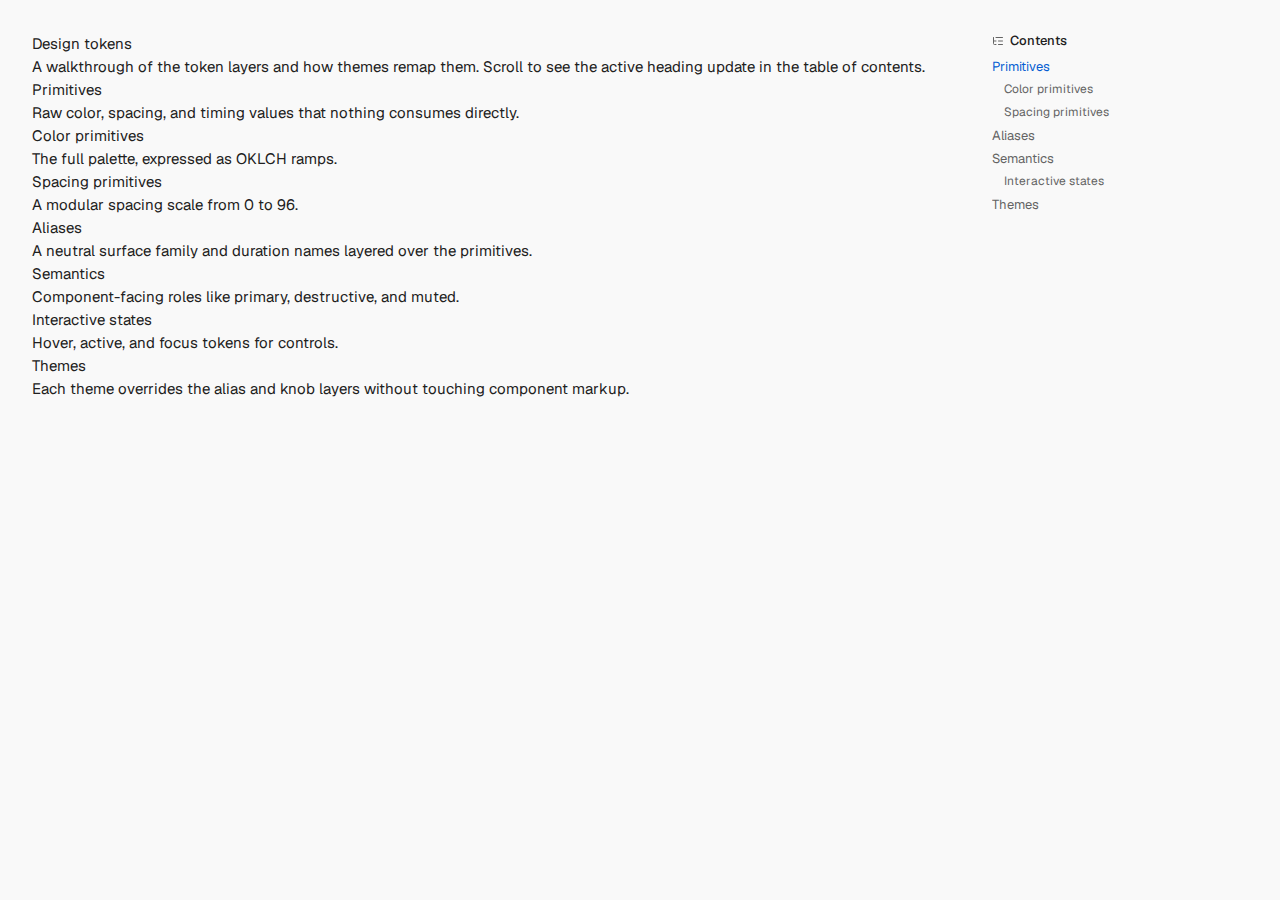 Design tokens
A walkthrough of the token layers and how themes remap them. Scroll to see the active heading update in the table of contents.
Primitives
Raw color, spacing, and timing values that nothing consumes directly.
Color primitives
The full palette, expressed as OKLCH ramps.
Spacing primitives
A modular spacing scale from 0 to 96.
Aliases
A neutral surface family and duration names layered over the primitives.
Semantics
Component-facing roles like primary, destructive, and muted.
Interactive states
Hover, active, and focus tokens for controls.
Themes
Each theme overrides the alias and knob layers without touching component markup.
Contents
Primitives
Color primitives
Spacing primitives
Aliases
Semantics
Interactive states
Themes